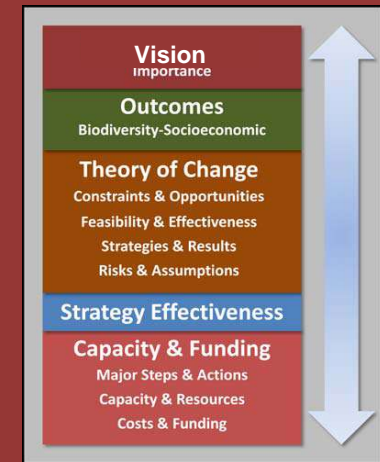 Vision
Importance
Outcomes
Biodiversity-Socioeconomic
Theory of Change
Constraints & Opportunities
Feasibility & Effectiveness
Strategies & Results
Risks & Assumptions
Strategy Effectiveness
Capacity & Funding
Major Steps & Actions
Capacity & Resources
Costs & Funding